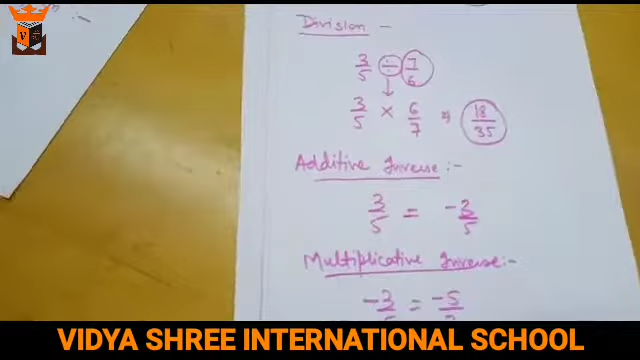 Division -
3/5 ÷ 7/6
3/5 × 6/7 ⇒ 18/35
Additive Inverse :-
3/5 = -3/5
Multiplicative Inverse:-
-3/5 = -5/3
VIDYA SHREE INTERNATIONAL SCHOOL